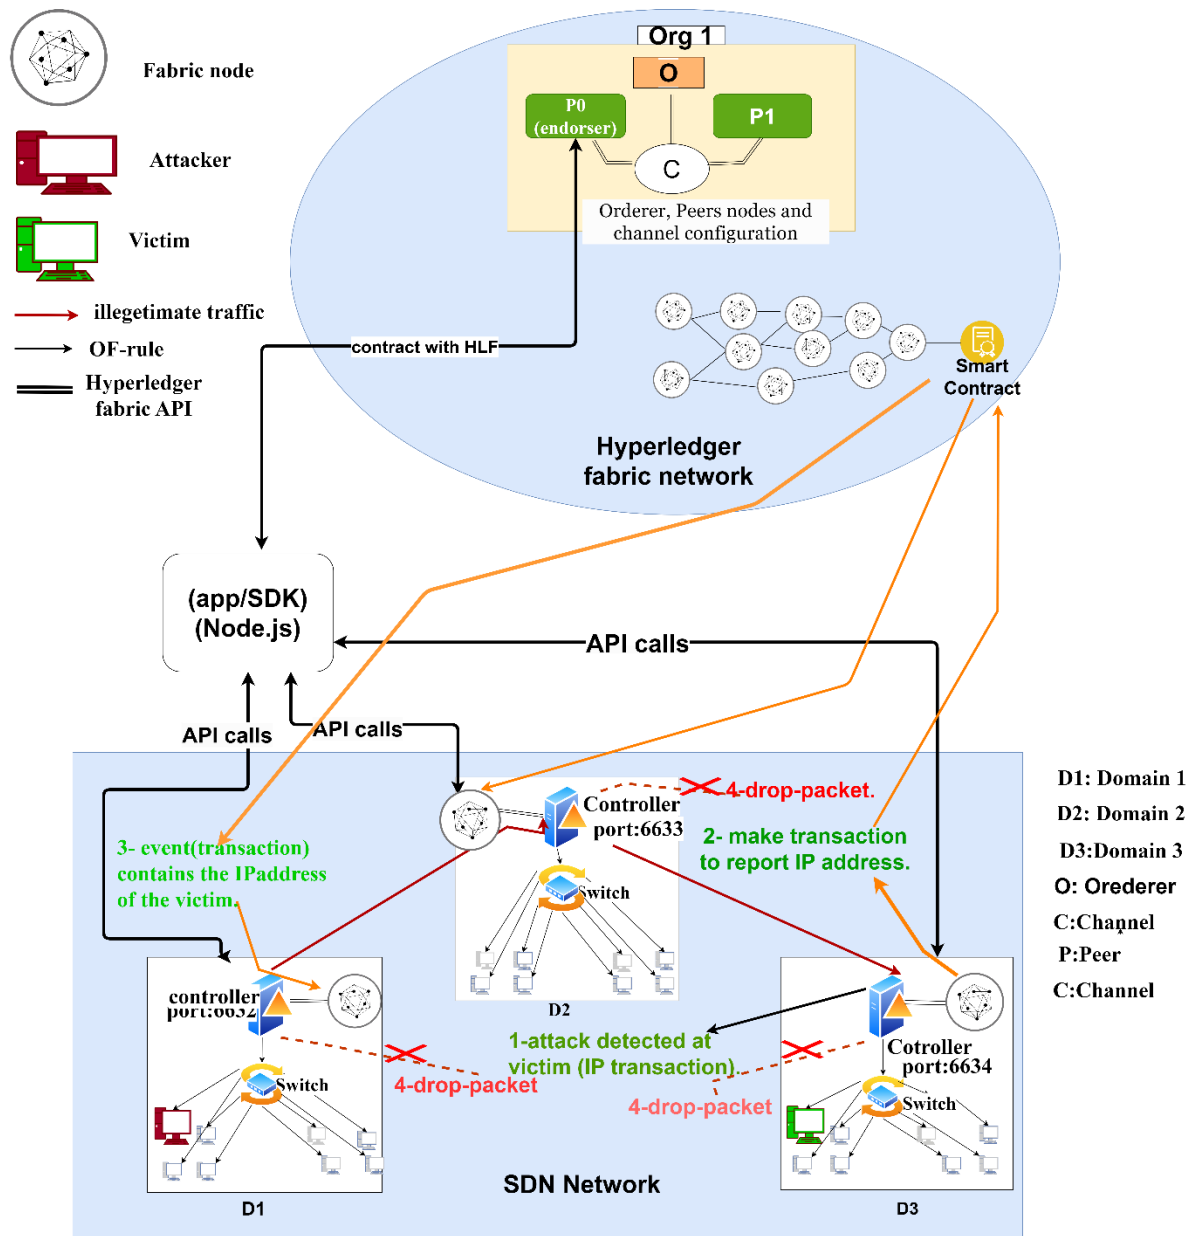 Fabric node
Attacker
Victim
illegetimate traffic
OF-rule
Hyperledger
fabric API
Org 1
O
P0
(endorser)
P1
C
Orderer, Peers nodes and
channel configuration
contract with HLF
Smart
Contract
Hyperledger
fabric network
(app/SDK)
(Node.js)
API calls
API calls
API calls
Controller
port:6633
4-drop-packet.
2- make transaction
to report IP address.
3- event(transaction)
contains the IPaddress
of the victim.
Switch
D2
controller
port:6632
Switch
4-drop-packet
D1
1-attack detected at
victim (IP transaction).
4-drop-packet
Cotroller
port:6634
Switch
D3
SDN Network
D1: Domain 1
D2: Domain 2
D3:Domain 3
O: Orederer
C:Channel
P:Peer
C:Channel